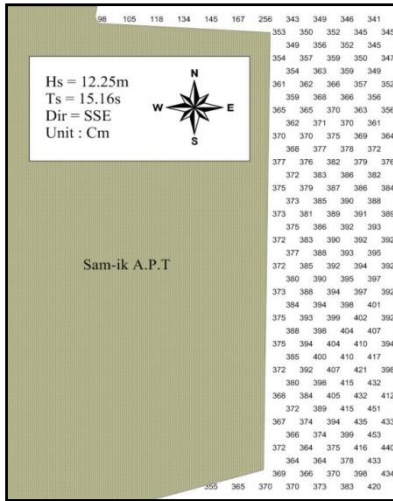 98 105 118 134 145 167 256 343 349 346 341
353 350 352 345 345
349 356 352 345
354 357 359 350 347
354 363 359 349
361 362 366 357 352
359 368 366 356
365 365 370 363 356
362 371 370 361
370 370 375 369 364
368 377 378 372
377 376 382 379 376
372 383 386 382
375 379 387 386 384
373 385 390 388
373 381 389 391 389
375 386 392 393
372 383 390 392 392
377 388 393 395
372 385 392 394 392
380 390 395 397
373 388 394 397 392
384 394 398 401
375 393 399 402 392
388 398 404 407
375 394 404 410 394
385 400 410 417
372 392 407 421 398
380 398 415 432
368 384 405 432 412
372 389 415 451
367 374 394 435 433
366 374 399 453
372 364 375 416 440
364 364 378 433
369 366 370 398 434
355 365 370 370 373 383 420
Hs = 12.25m
Ts = 15.16s
Dir = SSE
Unit : Cm
N
W E
S
Sam-ik A.P.T